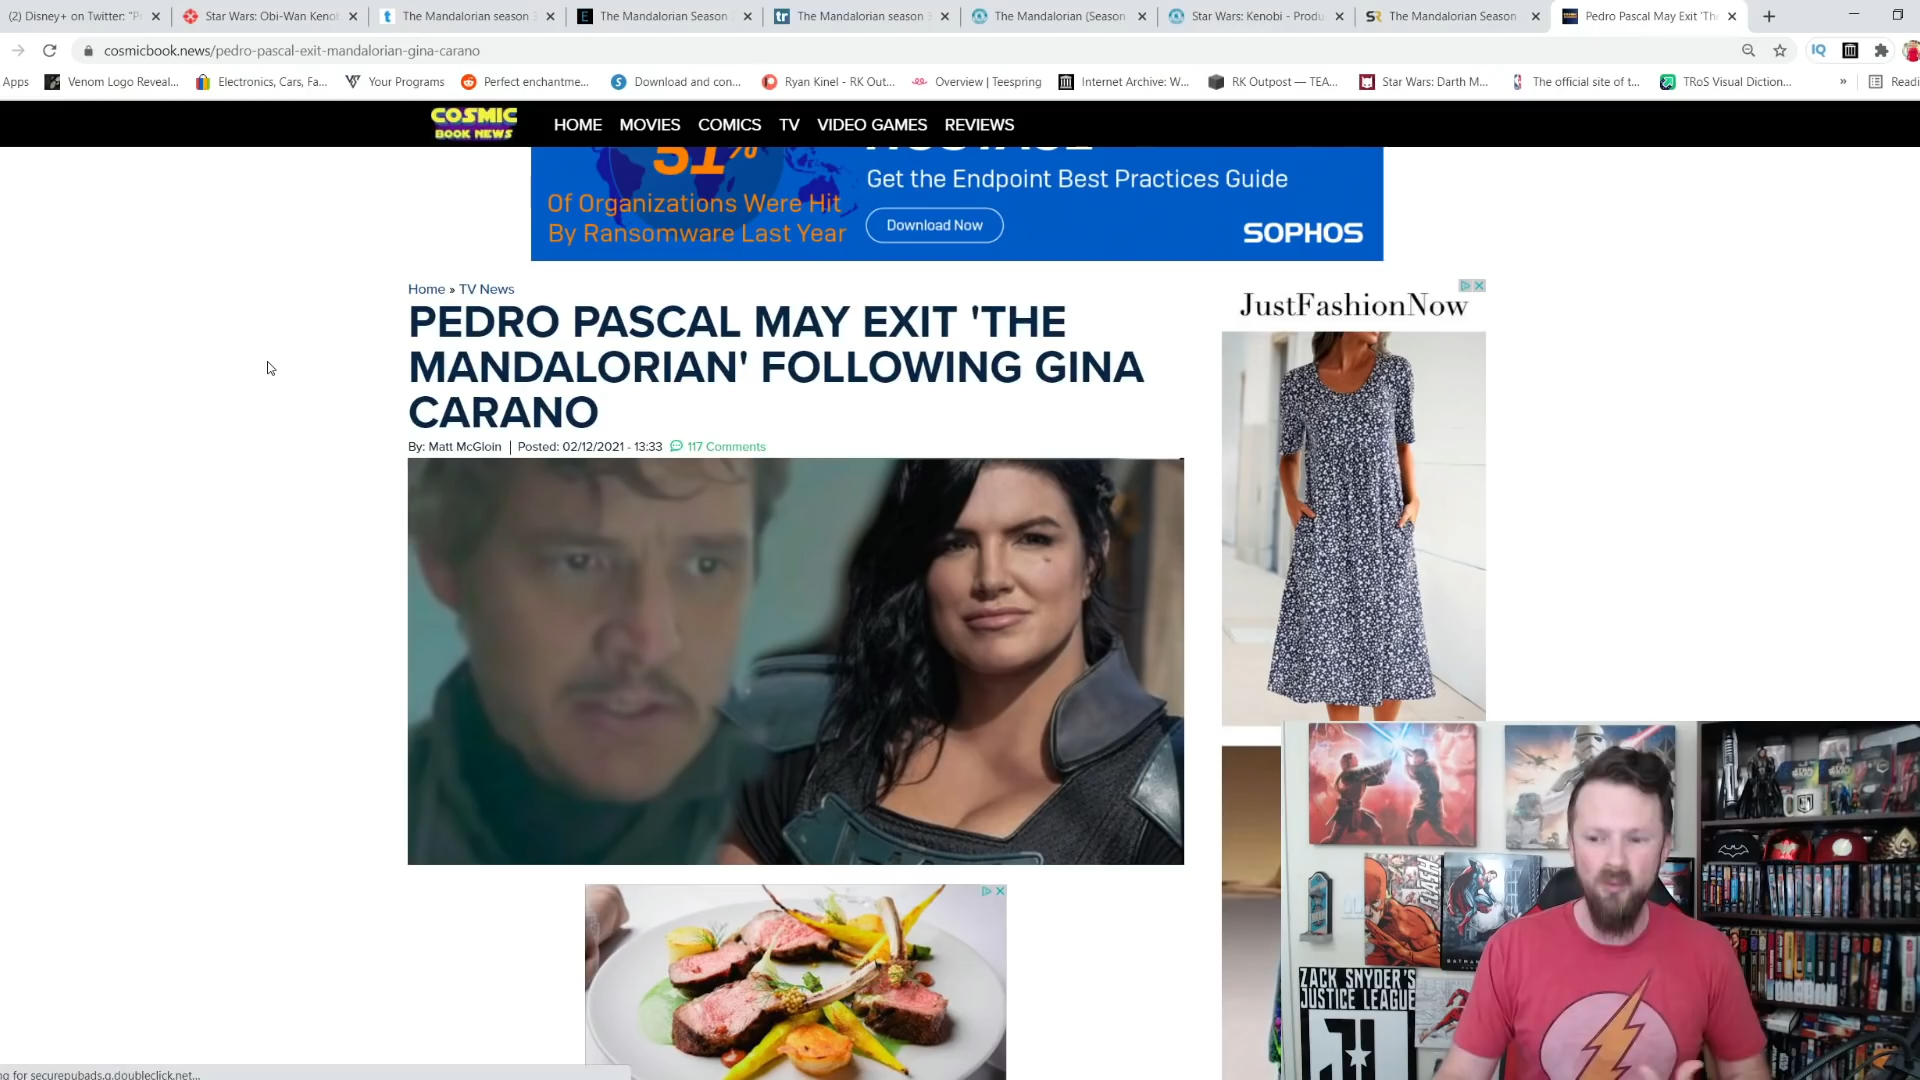 (2) Disney+ on Twitter: "P
Star Wars: Obi-Wan Kenob
The Mandalorian season 3
The Mandalorian Season
The Mandalorian season 3
The Mandalorian (Season
Star Wars: Kenobi - Produ
The Mandalorian Season
Pedro Pascal May Exit 'Th
cosmicbook.news/pedro-pascal-exit-mandalorian-gina-carano
Apps
Venom Logo Reveal...
Electronics, Cars, Fa...
Your Programs
Perfect enchantme...
Download and con...
Ryan Kinel - RK Out...
Overview | Teespring
Internet Archive: W...
RK Outpost — TEA...
Star Wars: Darth M...
The official site of t...
TRoS Visual Diction...
»
Readi
COSMIC
BOOK NEWS
HOME MOVIES COMICS TV VIDEO GAMES REVIEWS
51%
Of Organizations Were Hit
By Ransomware Last Year
Get the Endpoint Best Practices Guide
Download Now
SOPHOS
Home » TV News
PEDRO PASCAL MAY EXIT 'THE
MANDALORIAN' FOLLOWING GINA
CARANO
By: Matt McGloin | Posted: 02/12/2021 - 13:33 117 Comments
JustFashionNow
ZACK SNYDER'S
JUSTICE LEAGUE
ng for securepubads.g.doubleclick.net...